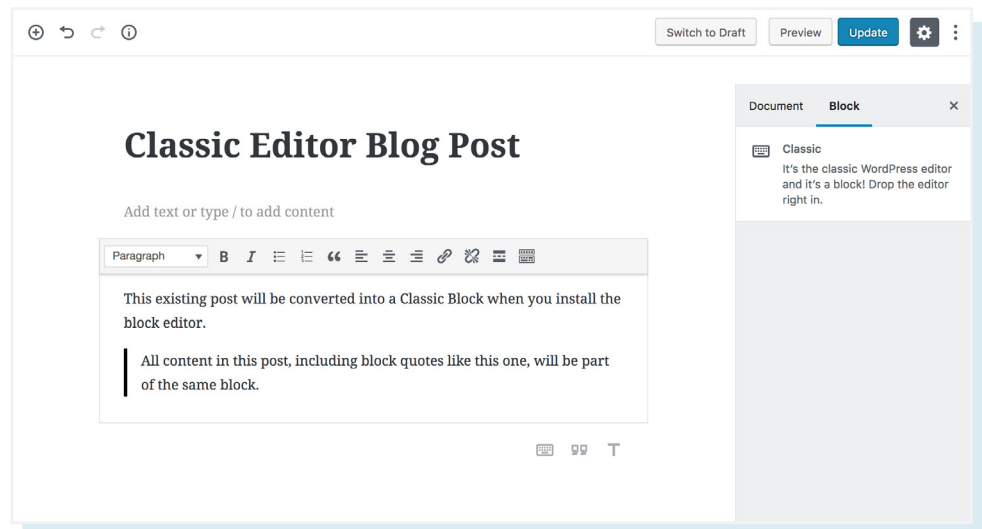 Switch to Draft
Preview
Update
Document
Block
Classic Editor Blog Post
Classic
It's the classic WordPress editor
and it's a block! Drop the editor
right in.
Add text or type / to add content
Paragraph
B I
This existing post will be converted into a Classic Block when you install the
block editor.
All content in this post, including block quotes like this one, will be part
of the same block.
T